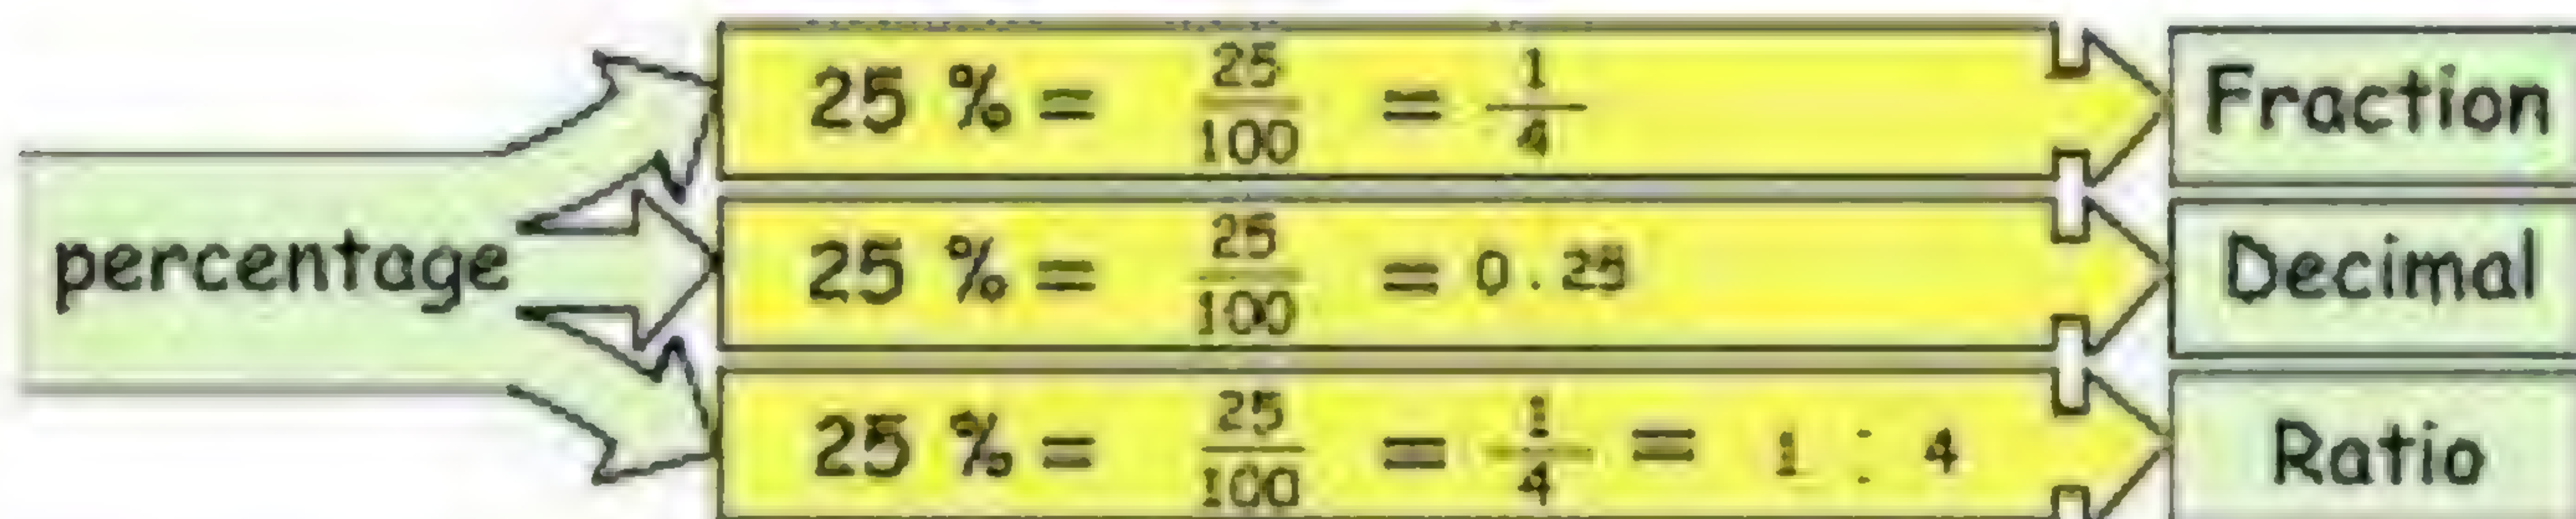 25 % = 25/100 = 1/4 Fraction
percentage 25 % = 25/100 = 0.25 Decimal
25 % = 25/100 = 1/4 = 1 : 4 Ratio